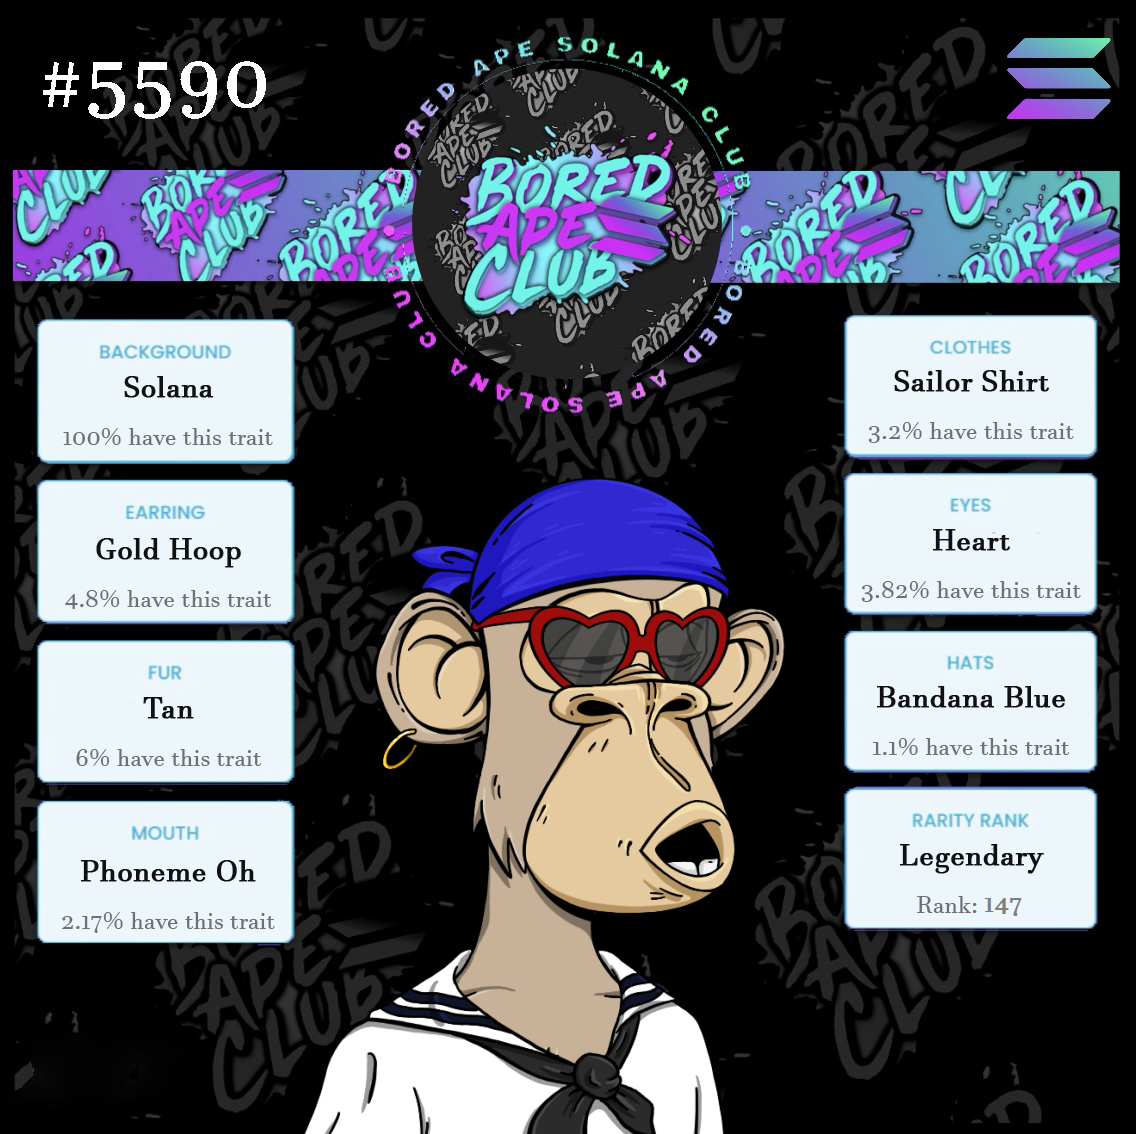 #5590
BORED APE SOLANA CLUB
BORED
APE
CLUB
BORED APE SOLANA CLUB
BACKGROUND
Solana
100% have this trait
EARRING
Gold Hoop
4.8% have this trait
FUR
Tan
6% have this trait
MOUTH
Phoneme Oh
2.17% have this trait
CLOTHES
Sailor Shirt
3.2% have this trait
EYES
Heart
3.82% have this trait
HATS
Bandana Blue
1.1% have this trait
RARITY RANK
Legendary
Rank: 147